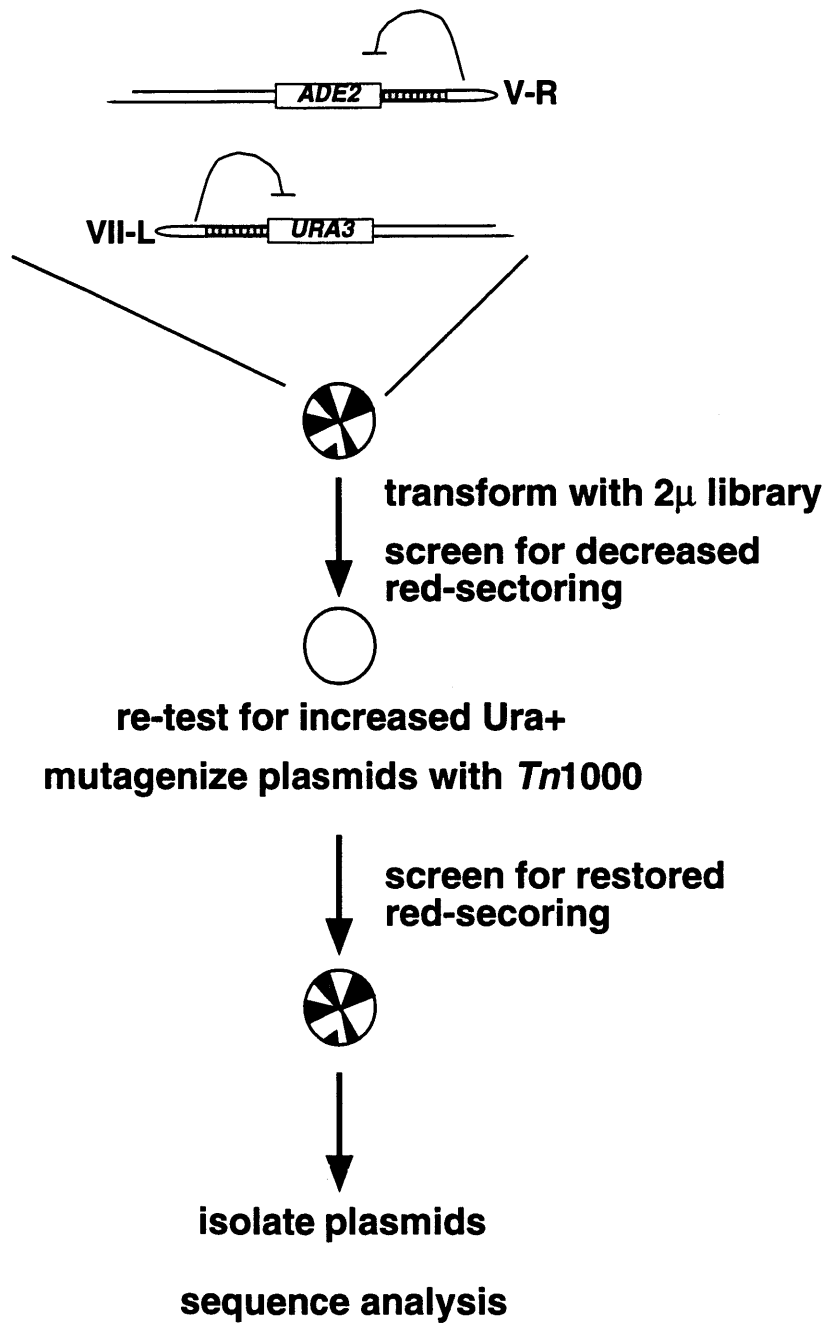 ADE2
V-R
VII-L
URA3
transform with 2μ library
screen for decreased
red-sectoring
re-test for increased Ura+
mutagenize plasmids with Tn1000
screen for restored
red-secoring
isolate plasmids
sequence analysis